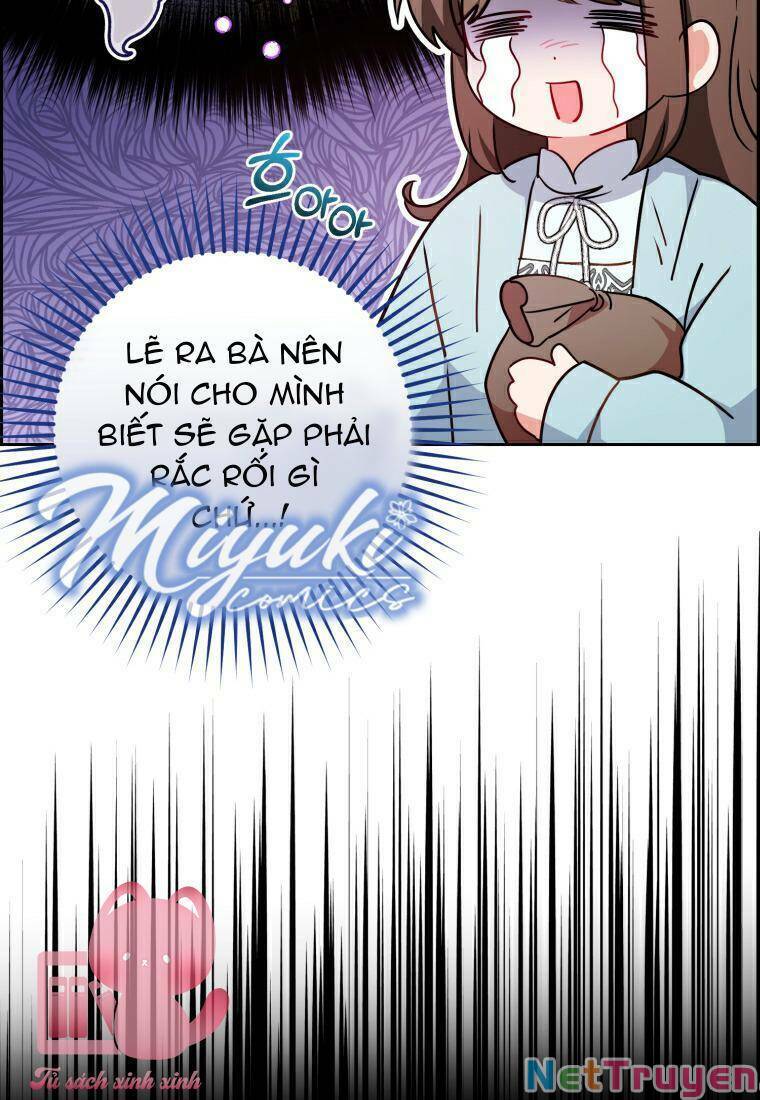 흐아아
LẼ RA BÀ NÊN
NÓI CHO MÌNH
BIẾT SẼ GẶP PHẢI
RẮC RỐI GÌ
CHỨ...!
Miyuki
comics
Tủ sách xinh xinh
NetTruyen